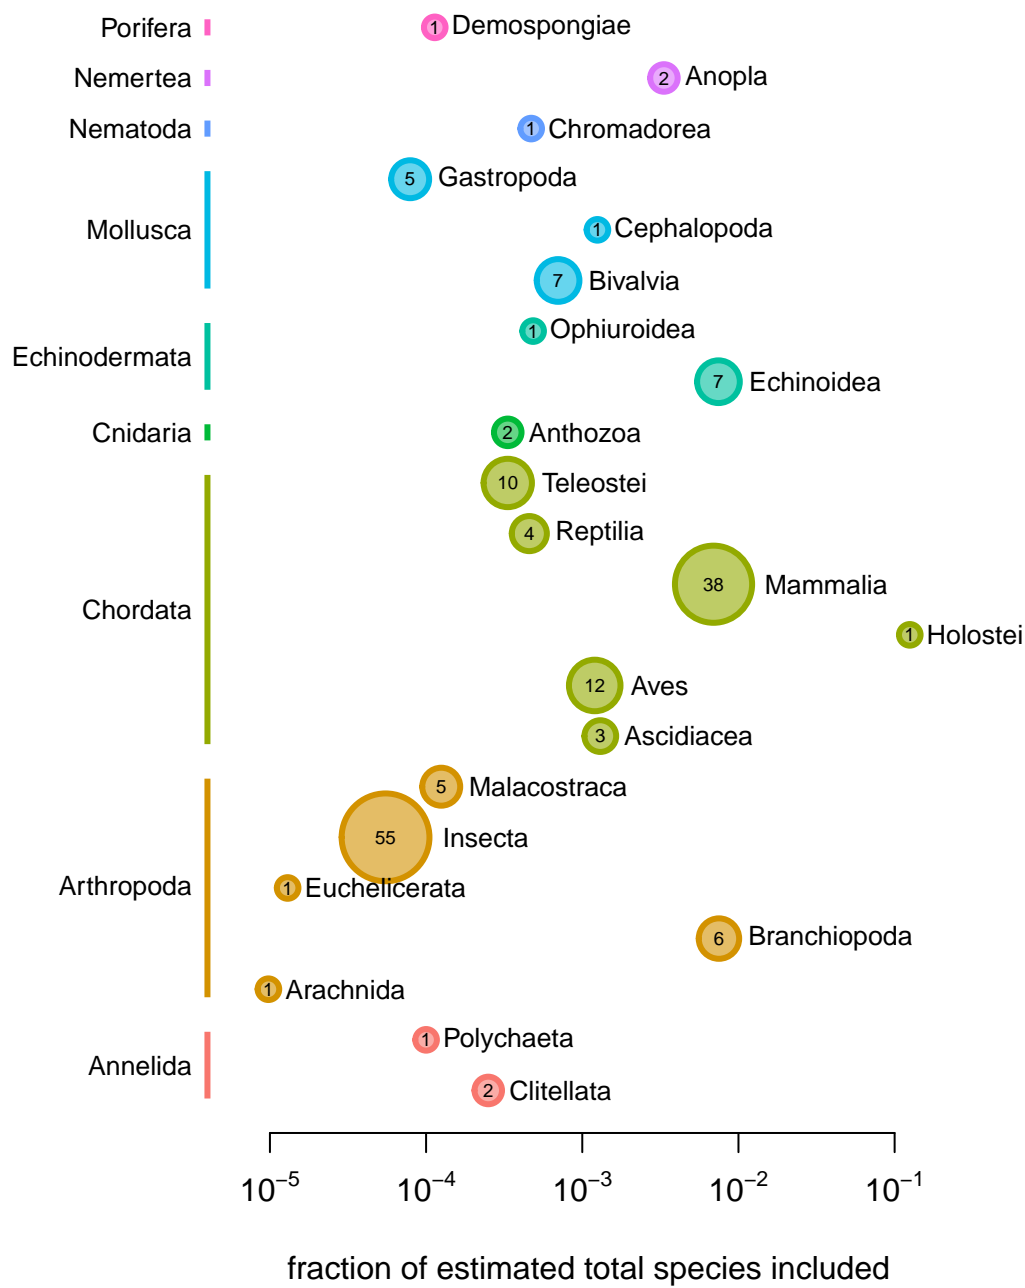 Porifera
1 Demospongiae
Nemertea
2 Anopla
Nematoda
1 Chromadorea
5 Gastropoda
Mollusca
1 Cephalopoda
7 Bivalvia
1 Ophiuroidea
Echinodermata
7 Echinoidea
Cnidaria
2 Anthozoa
10 Teleostei
4 Reptilia
38 Mammalia
Chordata
1 Holostei
12 Aves
3 Ascidiacea
5 Malacostraca
55 Insecta
Arthropoda
1 Euchelicerata
6 Branchiopoda
1 Arachnida
1 Polychaeta
Annelida
2 Clitellata
10⁻⁵ 10⁻⁴ 10⁻³ 10⁻² 10⁻¹
fraction of estimated total species included